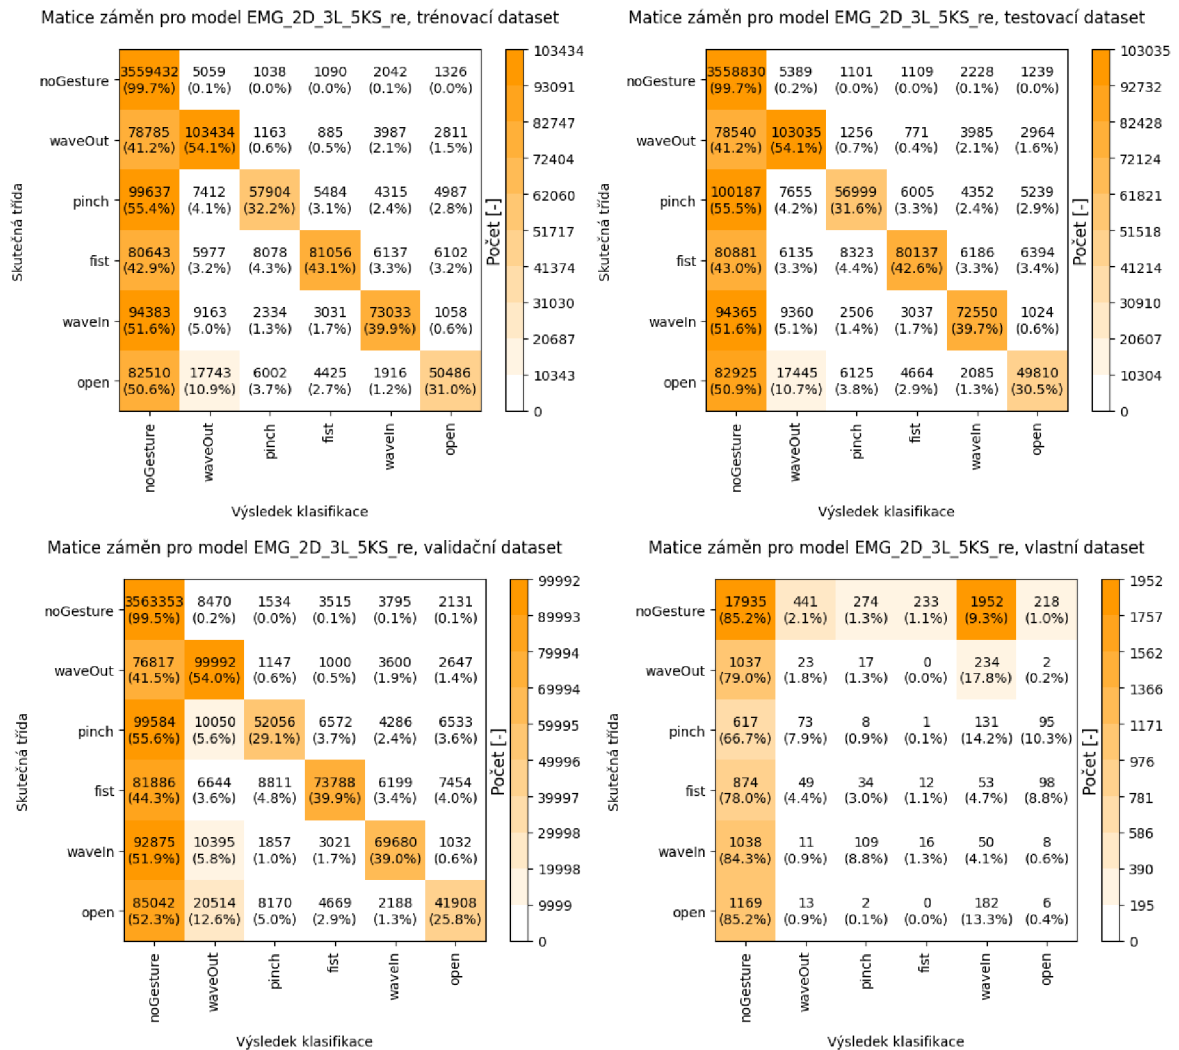 Matice záměn pro model EMG_2D_3L_5KS_re, trénovací dataset
noGesture 3559432 5059 1038 1090 2042 1326
(99.7%) (0.1%) (0.0%) (0.0%) (0.1%) (0.0%)
waveOut 78785 103434 1163 885 3987 2811
(41.2%) (54.1%) (0.6%) (0.5%) (2.1%) (1.5%)
pinch 99637 7412 57904 5484 4315 4987
(55.4%) (4.1%) (32.2%) (3.1%) (2.4%) (2.8%)
fist 80643 5977 8078 81056 6137 6102
(42.9%) (3.2%) (4.3%) (43.1%) (3.3%) (3.2%)
waveIn 94383 9163 2334 3031 73033 1058
(51.6%) (5.0%) (1.3%) (1.7%) (39.9%) (0.6%)
open 82510 17743 6002 4425 1916 50486
(50.6%) (10.9%) (3.7%) (2.7%) (1.2%) (31.0%)
noGesture waveOut pinch fist waveIn open
Skutečná třída
Výsledek klasifikace
103434
93091
82747
72404
62060
51717
41374
31030
20687
10343
0
Počet [-]
Matice záměn pro model EMG_2D_3L_5KS_re, testovací dataset
noGesture 3558830 5389 1101 1109 2228 1239
(99.7%) (0.2%) (0.0%) (0.0%) (0.1%) (0.0%)
waveOut 78540 103035 1256 771 3985 2964
(41.2%) (54.1%) (0.7%) (0.4%) (2.1%) (1.6%)
pinch 100187 7655 56999 6005 4352 5239
(55.5%) (4.2%) (31.6%) (3.3%) (2.4%) (2.9%)
fist 80881 6135 8323 80137 6186 6394
(43.0%) (3.3%) (4.4%) (42.6%) (3.3%) (3.4%)
waveIn 94365 9360 2506 3037 72550 1024
(51.6%) (5.1%) (1.4%) (1.7%) (39.7%) (0.6%)
open 82925 17445 6125 4664 2085 49810
(50.9%) (10.7%) (3.8%) (2.9%) (1.3%) (30.5%)
noGesture waveOut pinch fist waveIn open
Skutečná třída
Výsledek klasifikace
103035
92732
82428
72124
61821
51518
41214
30910
20607
10304
0
Počet [-]
Matice záměn pro model EMG_2D_3L_5KS_re, validační dataset
noGesture 3563353 8470 1534 3515 3795 2131
(99.5%) (0.2%) (0.0%) (0.1%) (0.1%) (0.1%)
waveOut 76817 99992 1147 1000 3600 2647
(41.5%) (54.0%) (0.6%) (0.5%) (1.9%) (1.4%)
pinch 99584 10050 52056 6572 4286 6533
(55.6%) (5.6%) (29.1%) (3.7%) (2.4%) (3.6%)
fist 81886 6644 8811 73788 6199 7454
(44.3%) (3.6%) (4.8%) (39.9%) (3.4%) (4.0%)
waveIn 92875 10395 1857 3021 69680 1032
(51.9%) (5.8%) (1.0%) (1.7%) (39.0%) (0.6%)
open 85042 20514 8170 4669 2188 41908
(52.3%) (12.6%) (5.0%) (2.9%) (1.3%) (25.8%)
noGesture waveOut pinch fist waveIn open
Skutečná třída
Výsledek klasifikace
99992
89993
79994
69994
59995
49996
39997
29998
19998
9999
0
Počet [-]
Matice záměn pro model EMG_2D_3L_5KS_re, vlastní dataset
noGesture 17935 441 274 233 1952 218
(85.2%) (2.1%) (1.3%) (1.1%) (9.3%) (1.0%)
waveOut 1037 23 17 0 234 2
(79.0%) (1.8%) (1.3%) (0.0%) (17.8%) (0.2%)
pinch 617 73 8 1 131 95
(66.7%) (7.9%) (0.9%) (0.1%) (14.2%) (10.3%)
fist 874 49 34 12 53 98
(78.0%) (4.4%) (3.0%) (1.1%) (4.7%) (8.8%)
waveIn 1038 11 109 16 50 8
(84.3%) (0.9%) (8.8%) (1.3%) (4.1%) (0.6%)
open 1169 13 2 0 182 6
(85.2%) (0.9%) (0.1%) (0.0%) (13.3%) (0.4%)
noGesture waveOut pinch fist waveIn open
Skutečná třída
Výsledek klasifikace
1952
1757
1562
1366
1171
976
781
586
390
195
0
Počet [-]